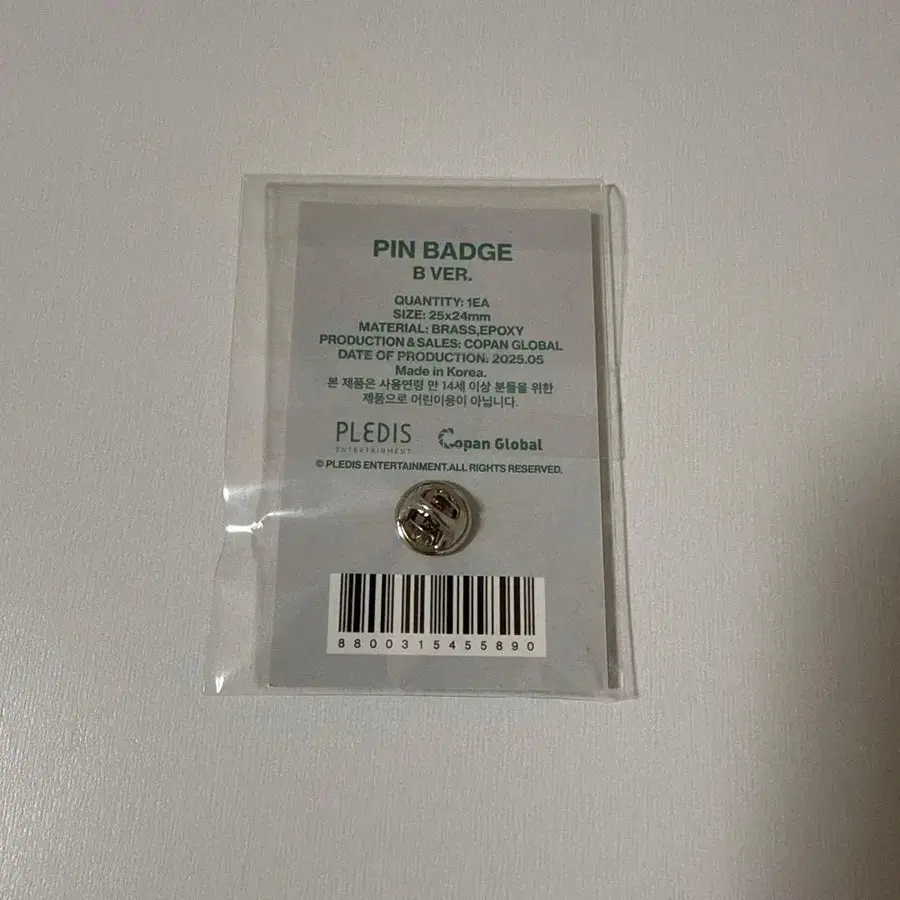 PIN BADGE
B VER.
QUANTITY: 1EA
SIZE: 25x24mm
MATERIAL: BRASS,EPOXY
PRODUCTION & SALES: COPAN GLOBAL
DATE OF PRODUCTION: 2025.05
Made in Korea.
본 제품은 사용연령 만 14세 이상 분들을 위한
제품으로 어린이용이 아닙니다.
PLEDIS Copan Global
ENTERTAINMENT
© PLEDIS ENTERTAINMENT.ALL RIGHTS RESERVED.
8800315455890